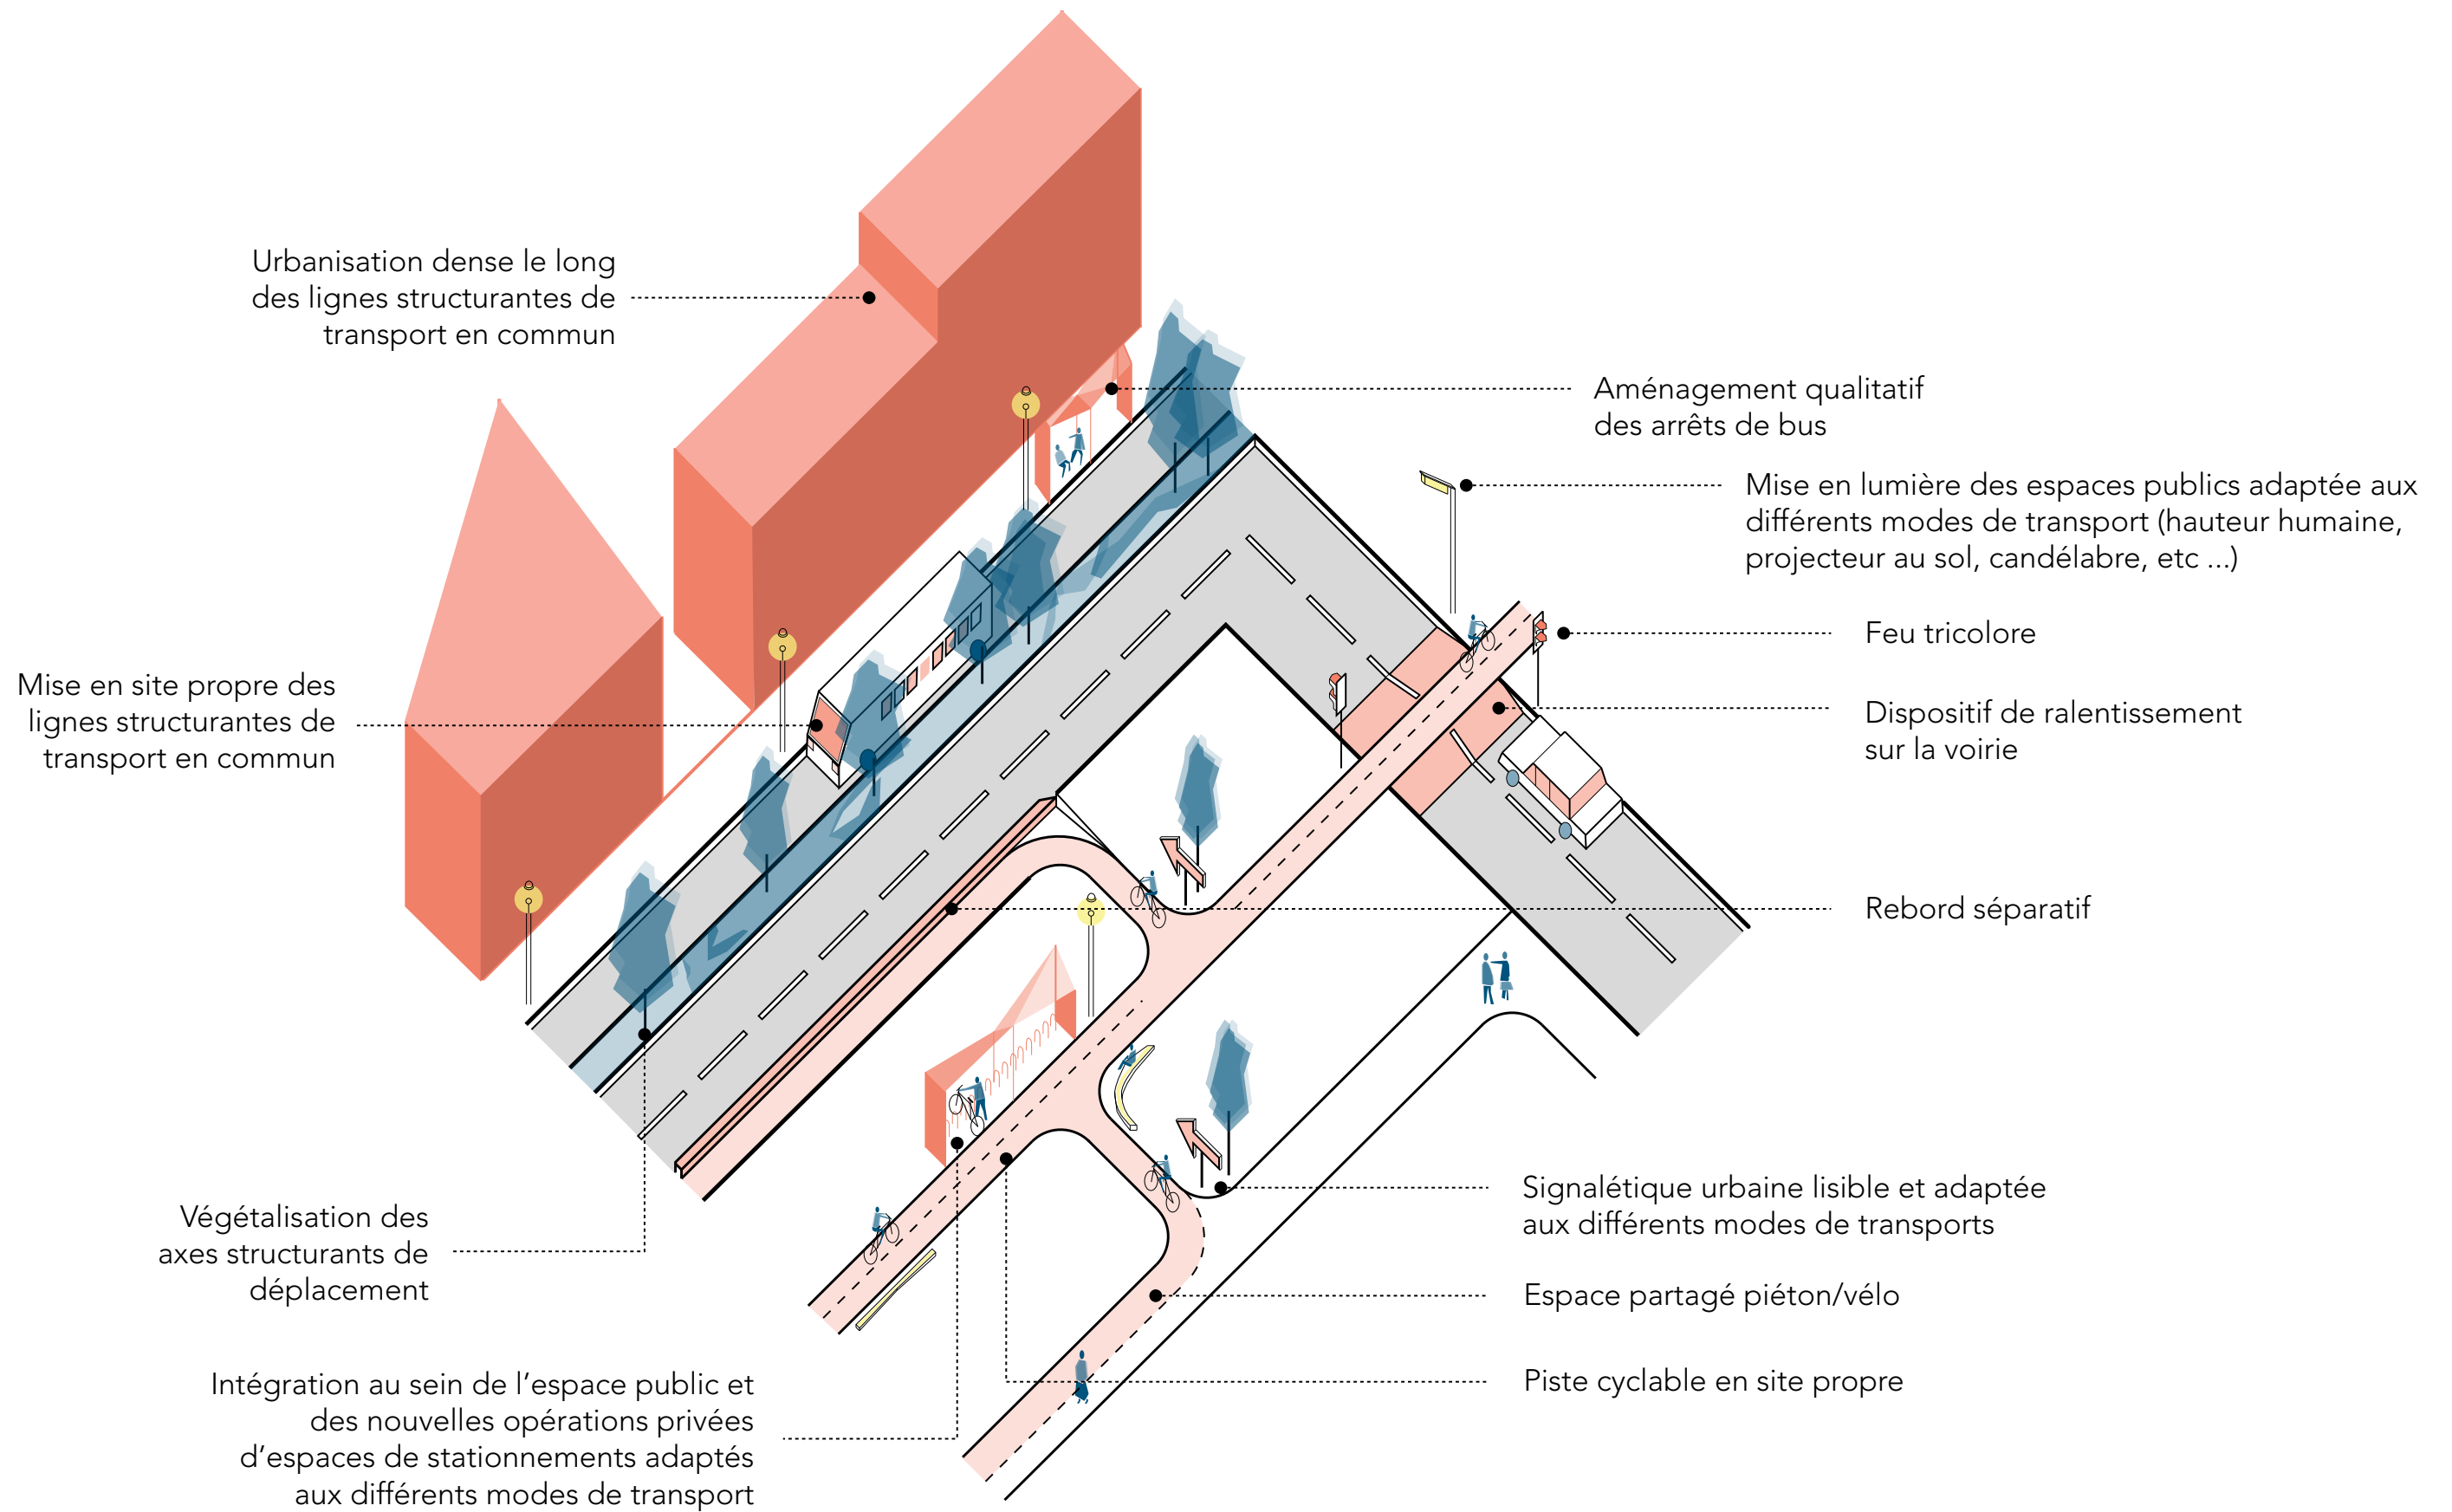 Urbanisation dense le long
des lignes structurantes de
transport en commun
Aménagement qualitatif
des arrêts de bus
Mise en lumière des espaces publics adaptée aux
différents modes de transport (hauteur humaine,
projecteur au sol, candélabre, etc ...)
Feu tricolore
Mise en site propre des
lignes structurantes de
transport en commun
Dispositif de ralentissement
sur la voirie
Rebord séparatif
Végétalisation des
axes structurants de
déplacement
Signalétique urbaine lisible et adaptée
aux différents modes de transports
Espace partagé piéton/vélo
Piste cyclable en site propre
Intégration au sein de l’espace public et
des nouvelles opérations privées
d’espaces de stationnements adaptés
aux différents modes de transport